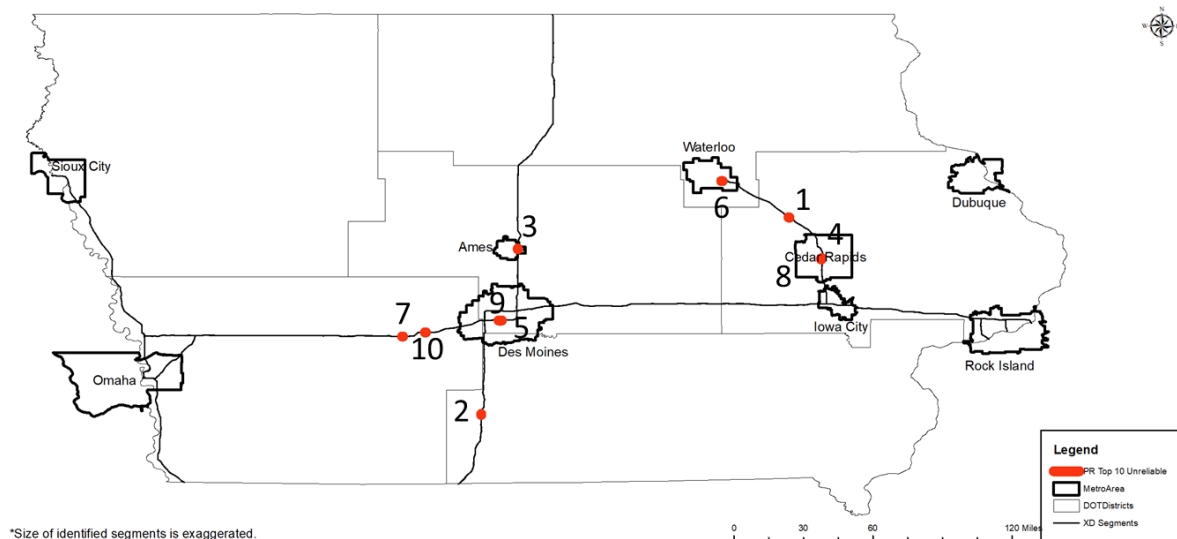 N
W
S
Sioux City
Waterloo
Dubuque
6
1
3
Ames
4
Cedar Rapids
8
9
7
5
Iowa City
10
Des Moines
Rock Island
Omaha
2
Legend
PR Top 10 Unreliable
MetroArea
DOTDistricts
XD Segments
*Size of identified segments is exaggerated.
0 30 60 120 Miles